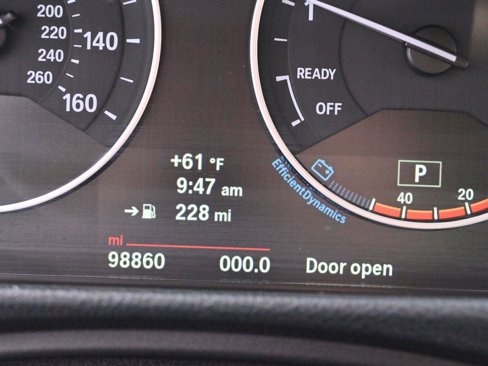 200
220
240
260
140
160
1
READY
OFF
+61 °F
9:47 am
228 mi
EfficientDynamics
P
40
20
mi
98860 000.0 Door open